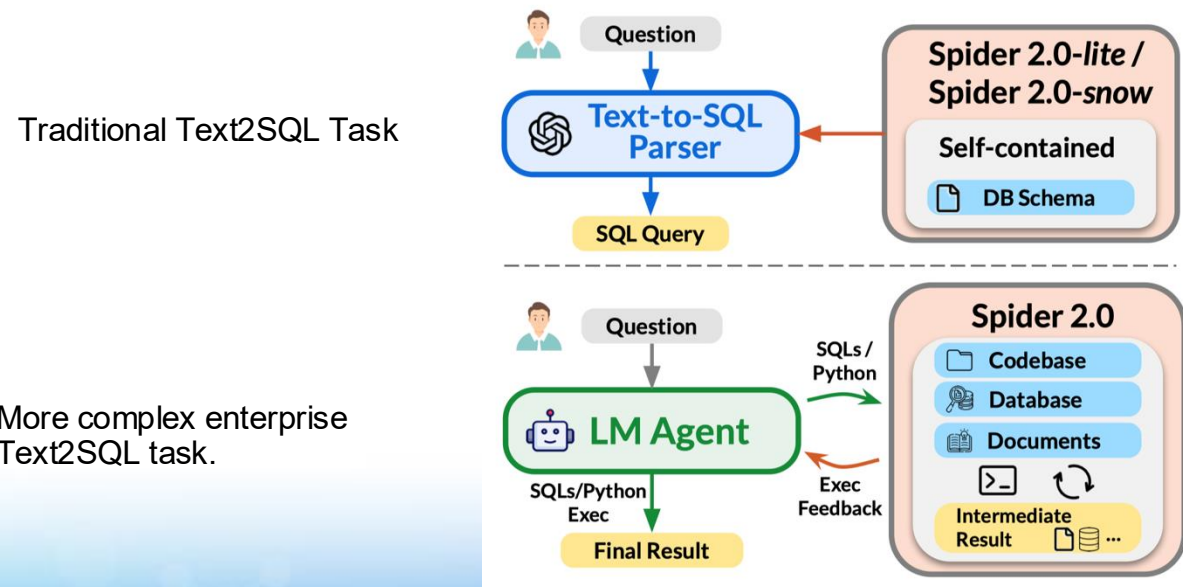 Traditional Text2SQL Task
Question
Text-to-SQL
Parser
SQL Query
Spider 2.0-lite /
Spider 2.0-snow
Self-contained
DB Schema
More complex enterprise
Text2SQL task.
Question
LM Agent
SQLs/Python
Exec
Final Result
SQLs /
Python
Exec
Feedback
Spider 2.0
Codebase
Database
Documents
>_
Intermediate
Result ...